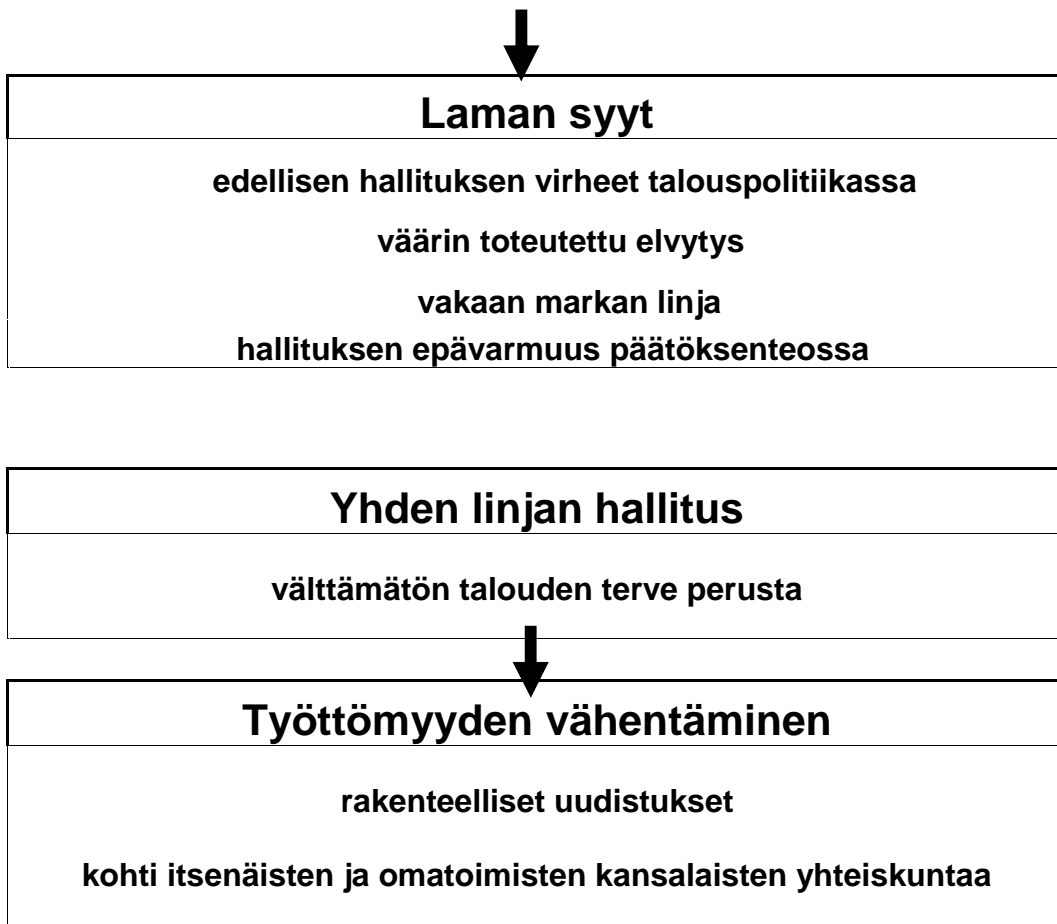 Laman syyt
edellisen hallituksen virheet talouspolitiikassa
väärin toteutettu elvytys
vakaan markan linja
hallituksen epävarmuus päätöksenteossa
Yhden linjan hallitus
välttämätön talouden terve perusta
Työttömyyden vähentäminen
rakenteelliset uudistukset
kohti itsenäisten ja omatoimisten kansalaisten yhteiskuntaa